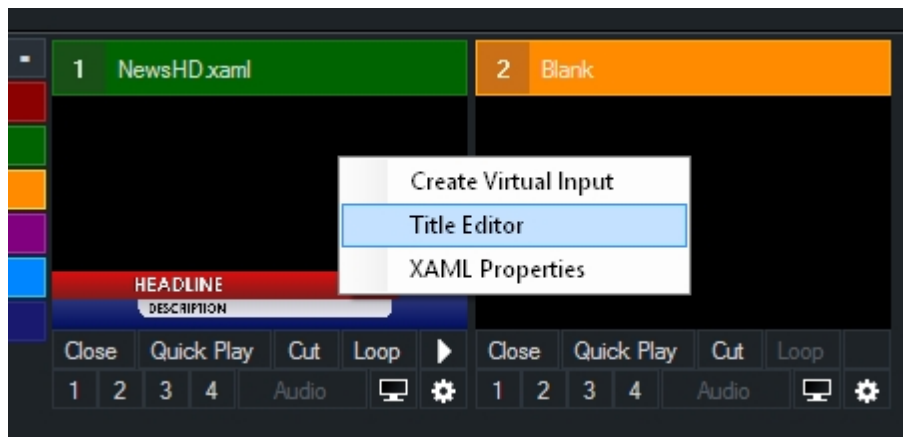 -
1 NewsHD.xaml
2 Blank
Create Virtual Input
Title Editor
XAML Properties
HEADLINE
DESCRIPTION
Close Quick Play Cut Loop
1 2 3 4 Audio
Close Quick Play Cut Loop
1 2 3 4 Audio